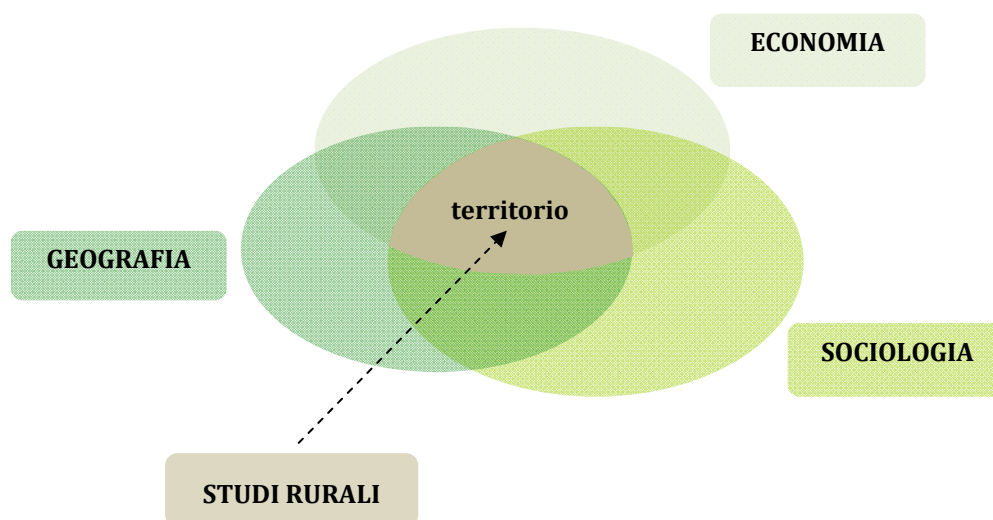 ECONOMIA
territorio
GEOGRAFIA
SOCIOLOGIA
STUDI RURALI